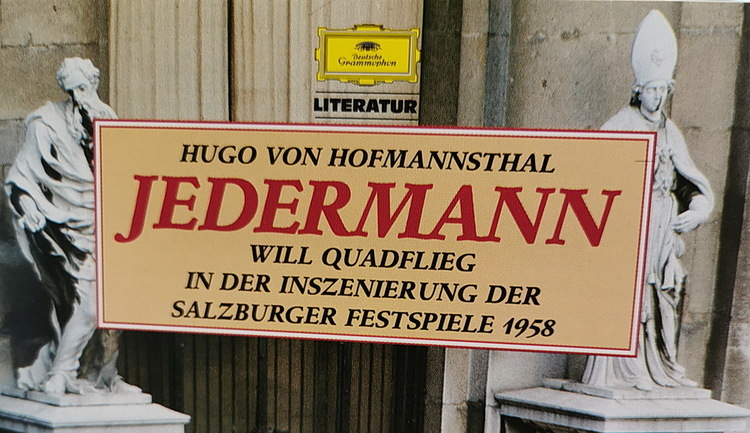 Deutsche
Grammophon
LITERATUR
HUGO VON HOFMANNSTHAL
JEDERMANN
WILL QUADFLIEG
IN DER INSZENIERUNG DER
SALZBURGER FESTSPIELE 1958